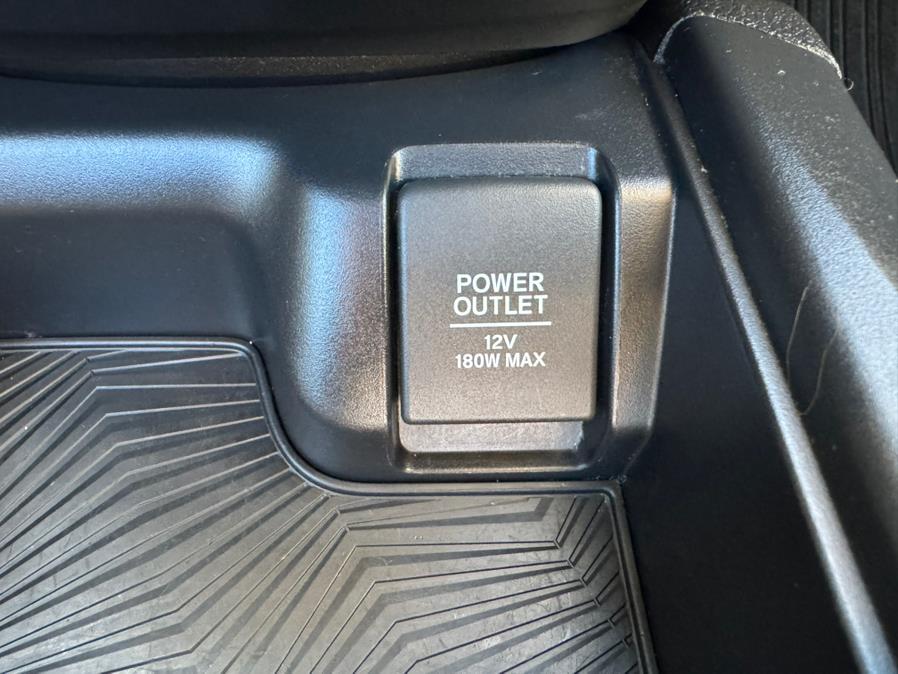 POWER
OUTLET
12V
180W MAX